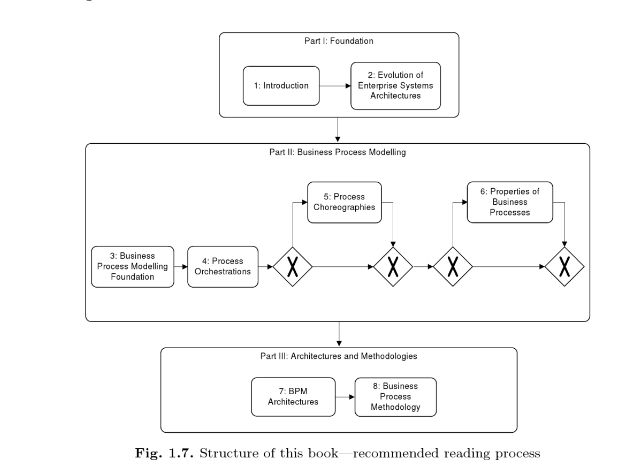 Part I: Foundation
1: Introduction
2: Evolution of
Enterprise Systems
Architectures
Part II: Business Process Modelling
5: Process
Choreographies
6: Properties of
Business
Processes
3: Business
Process Modelling
Foundation
4: Process
Orchestrations
X
X
X
X
Part III: Architectures and Methodologies
7: BPM
Architectures
8: Business
Process
Methodology
Fig. 1.7. Structure of this book—recommended reading process